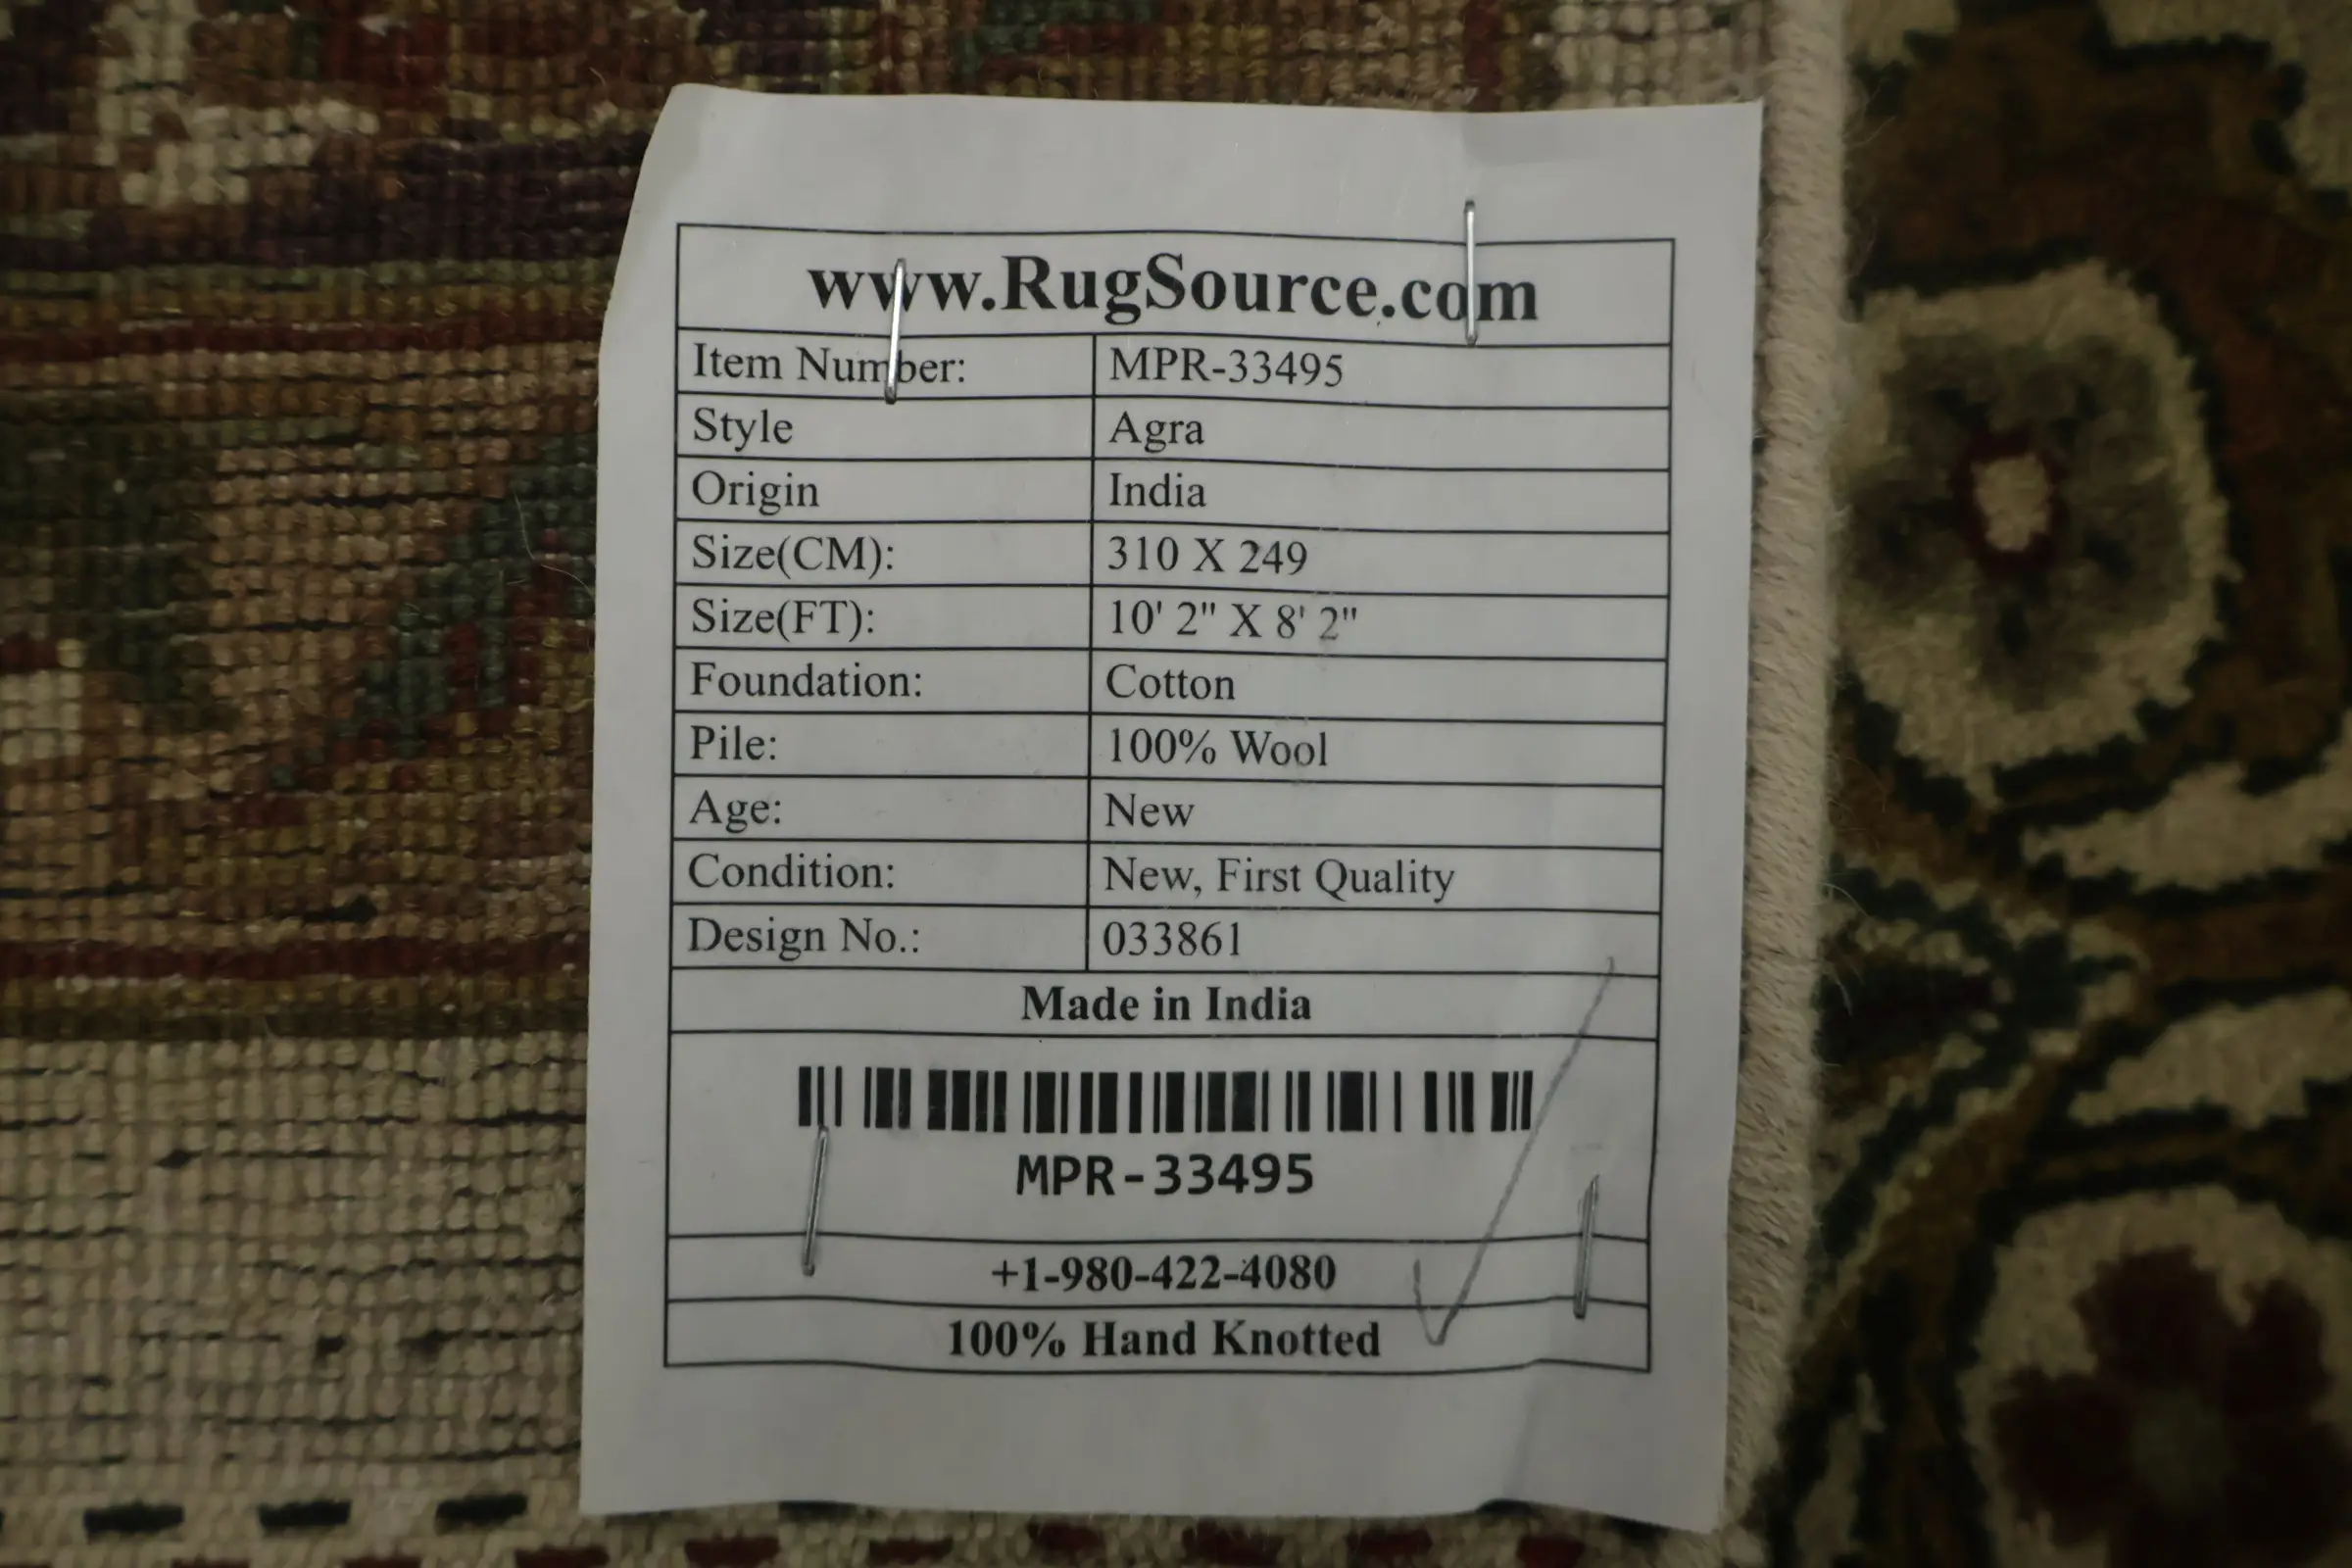 www.RugSource.com
Item Number: MPR-33495
Style Agra
Origin India
Size(CM): 310 X 249
Size(FT): 10' 2" X 8' 2"
Foundation: Cotton
Pile: 100% Wool
Age: New
Condition: New, First Quality
Design No.: 033861
Made in India
MPR-33495
+1-980-422-4080
100% Hand Knotted